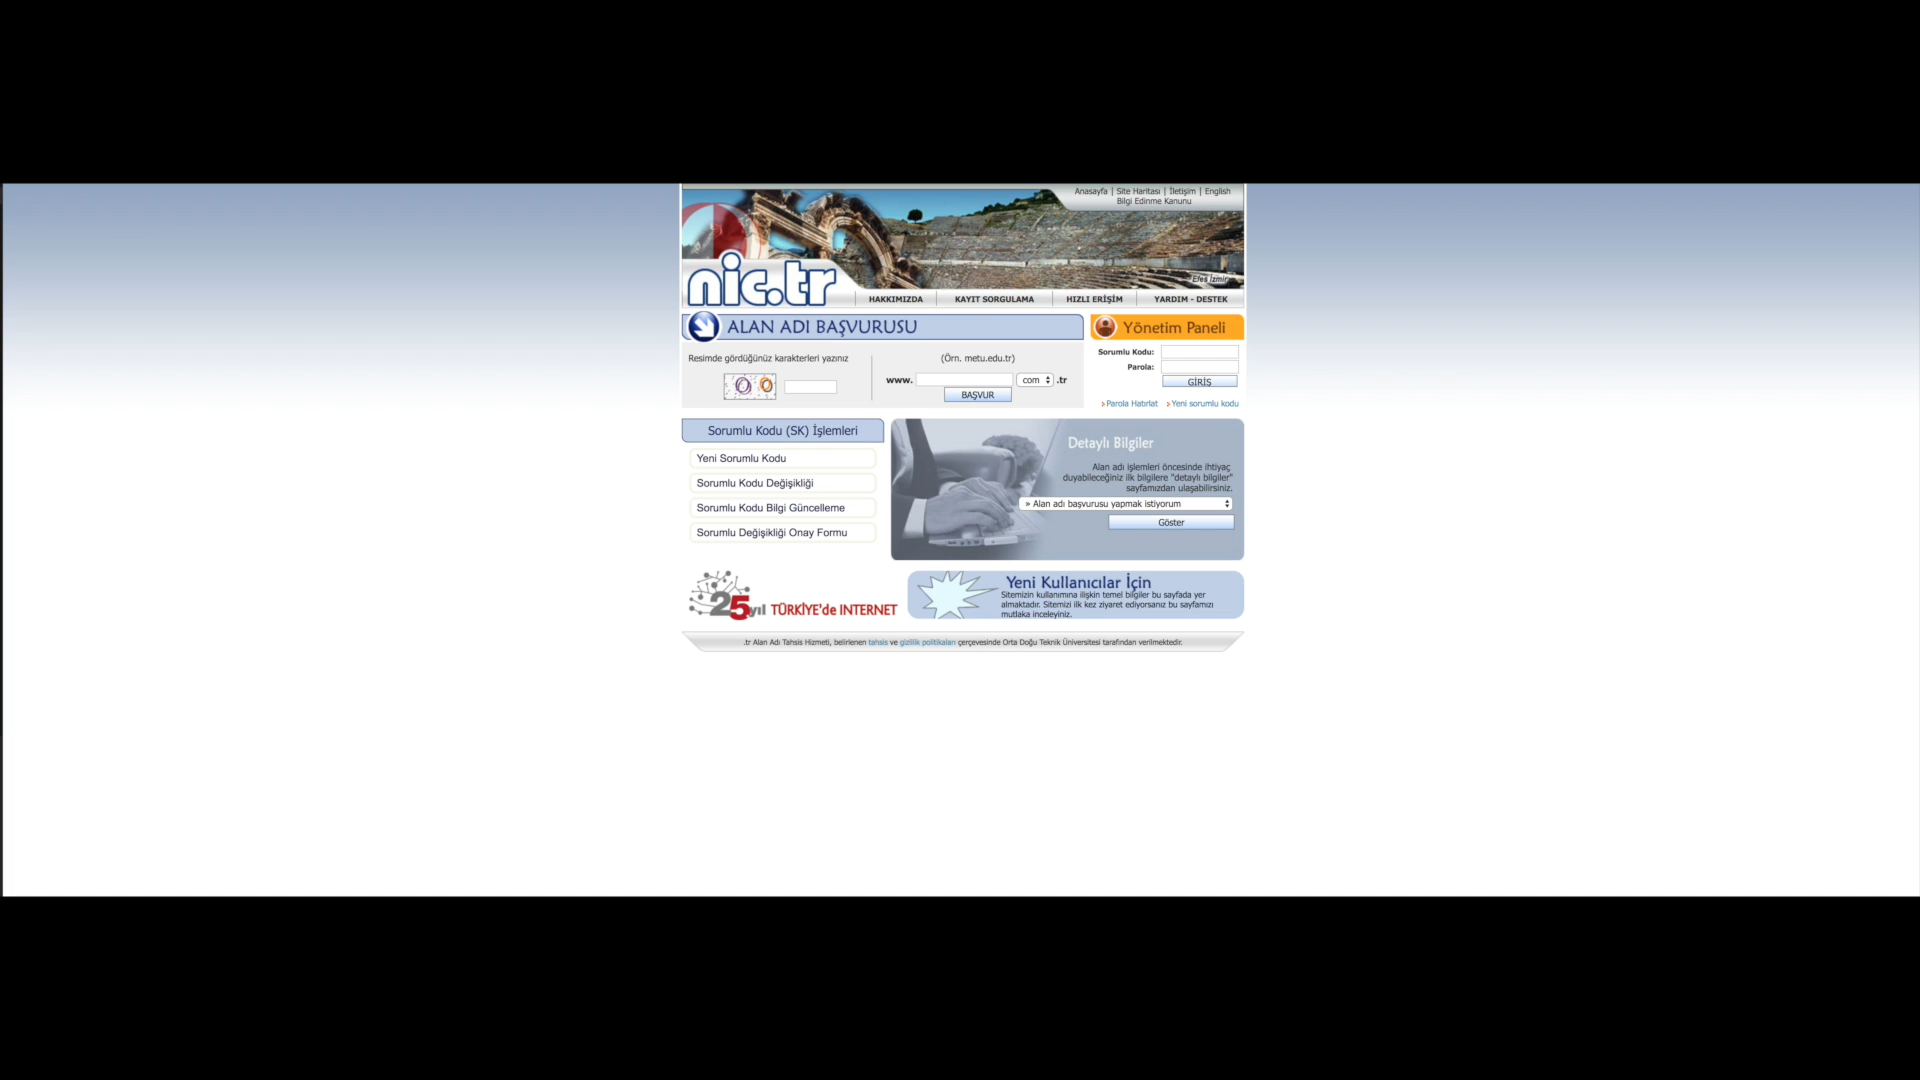 Anasayfa | Site Haritası | İletişim | English
Bilgi Edinme Kanunu
Efes İzmir
nic.tr
HAKKIMIZDA
KAYIT SORGULAMA
HIZLI ERİŞİM
YARDIM - DESTEK
ALAN ADI BAŞVURUSU
Resimde gördüğünüz karakterleri yazınız
(Örn. metu.edu.tr)
www.
com
.tr
BAŞVUR
Yönetim Paneli
Sorumlu Kodu:
Parola:
GİRİŞ
Parola Hatırlat
Yeni sorumlu kodu
Sorumlu Kodu (SK) İşlemleri
Yeni Sorumlu Kodu
Sorumlu Kodu Değişikliği
Sorumlu Kodu Bilgi Güncelleme
Sorumlu Değişikliği Onay Formu
Detaylı Bilgiler
Alan adı işlemleri öncesinde ihtiyaç
duyabileceğiniz ilk bilgilere "detaylı bilgiler"
sayfamızdan ulaşabilirsiniz.
» Alan adı başvurusu yapmak istiyorum
Göster
25yıl TÜRKİYE'de INTERNET
Yeni Kullanıcılar İçin
Sitemizin kullanımına ilişkin temel bilgiler bu sayfada yer
almaktadır. Sitemizi ilk kez ziyaret ediyorsanız bu sayfamızı
mutlaka inceleyiniz.
.tr Alan Adı Tahsis Hizmeti, belirlenen tahsis ve gizlilik politikaları çerçevesinde Orta Doğu Teknik Üniversitesi tarafından verilmektedir.